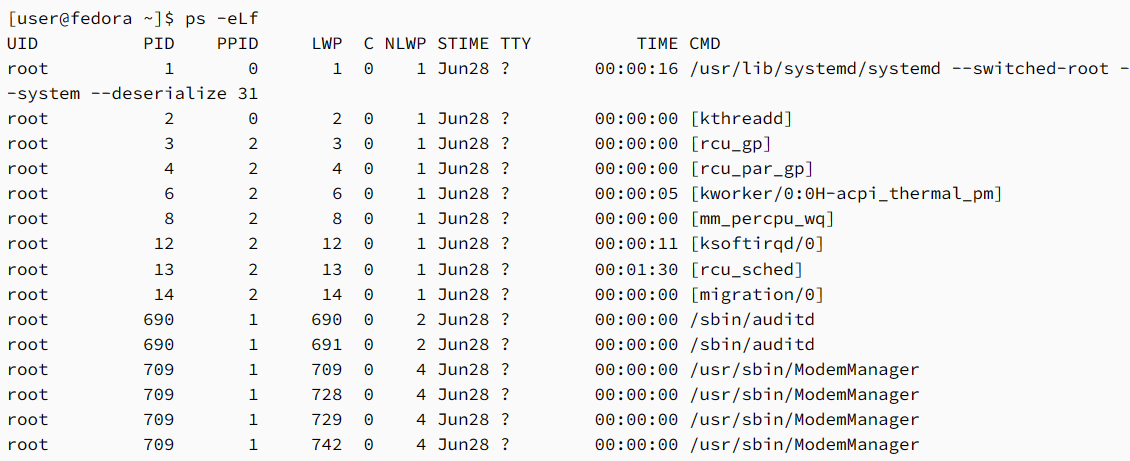 [user@fedora ~]$ ps -eLf
UID          PID    PPID     LWP  C NLWP STIME TTY          TIME CMD
root           1       0       1  0    1 Jun28 ?        00:00:16 /usr/lib/systemd/systemd --switched-root -
-system --deserialize 31
root           2       0       2  0    1 Jun28 ?        00:00:00 [kthreadd]
root           3       2       3  0    1 Jun28 ?        00:00:00 [rcu_gp]
root           4       2       4  0    1 Jun28 ?        00:00:00 [rcu_par_gp]
root           6       2       6  0    1 Jun28 ?        00:00:05 [kworker/0:0H-acpi_thermal_pm]
root           8       2       8  0    1 Jun28 ?        00:00:00 [mm_percpu_wq]
root          12       2      12  0    1 Jun28 ?        00:00:11 [ksoftirqd/0]
root          13       2      13  0    1 Jun28 ?        00:01:30 [rcu_sched]
root          14       2      14  0    1 Jun28 ?        00:00:00 [migration/0]
root         690       1     690  0    2 Jun28 ?        00:00:00 /sbin/auditd
root         690       1     691  0    2 Jun28 ?        00:00:00 /sbin/auditd
root         709       1     709  0    4 Jun28 ?        00:00:00 /usr/sbin/ModemManager
root         709       1     728  0    4 Jun28 ?        00:00:00 /usr/sbin/ModemManager
root         709       1     729  0    4 Jun28 ?        00:00:00 /usr/sbin/ModemManager
root         709       1     742  0    4 Jun28 ?        00:00:00 /usr/sbin/ModemManager